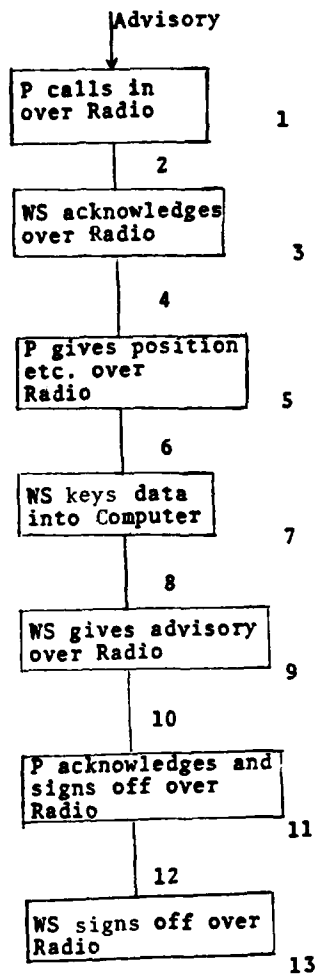 Advisory
P calls in
over Radio
1
2
WS acknowledges
over Radio
3
4
P gives position
etc. over
Radio
5
6
WS keys data
into Computer
7
8
WS gives advisory
over Radio
9
10
P acknowledges and
signs off over
Radio
11
12
WS signs off over
Radio
13